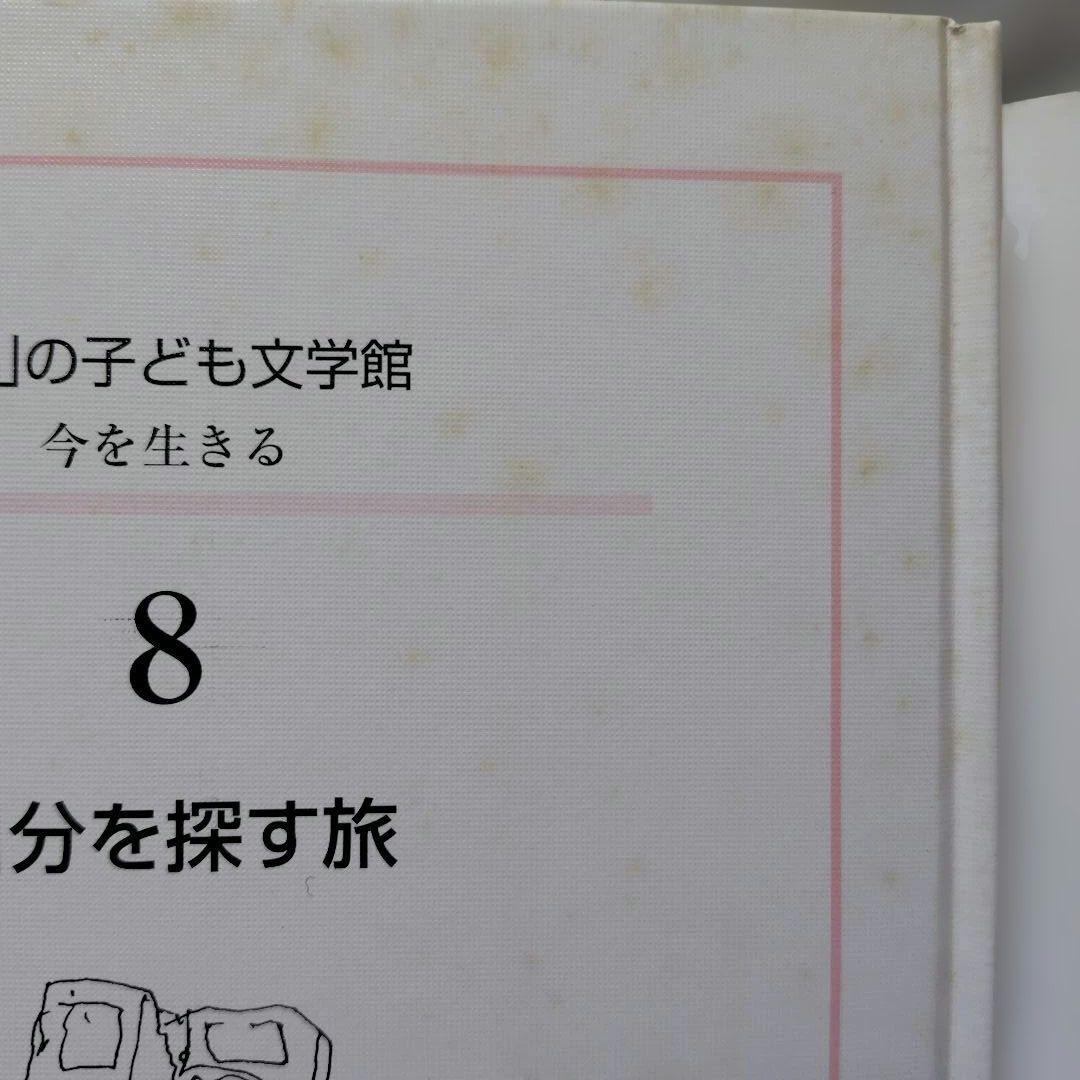 の子ども文学館
今を生きる
8
分を探す旅